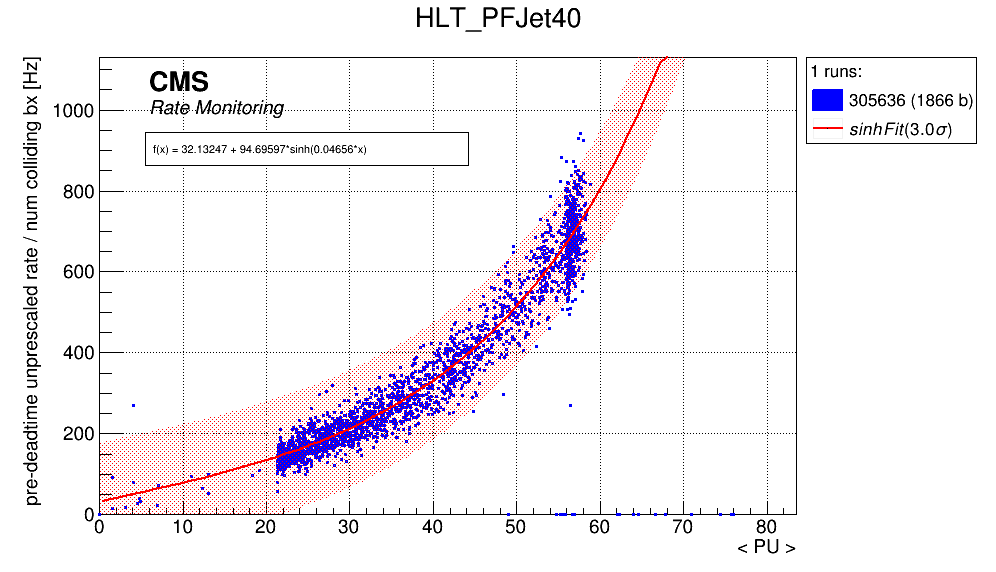 HLT_PFJet40
pre-deadtime unprescaled rate / num colliding bx [Hz]
CMS
Rate Monitoring
f(x) = 32.13247 + 94.69597*sinh(0.04656*x)
1 runs:
305636 (1866 b)
sinhFit(3.0σ)
1000
800
600
400
200
0
0 10 20 30 40 50 60 70 80
< PU >